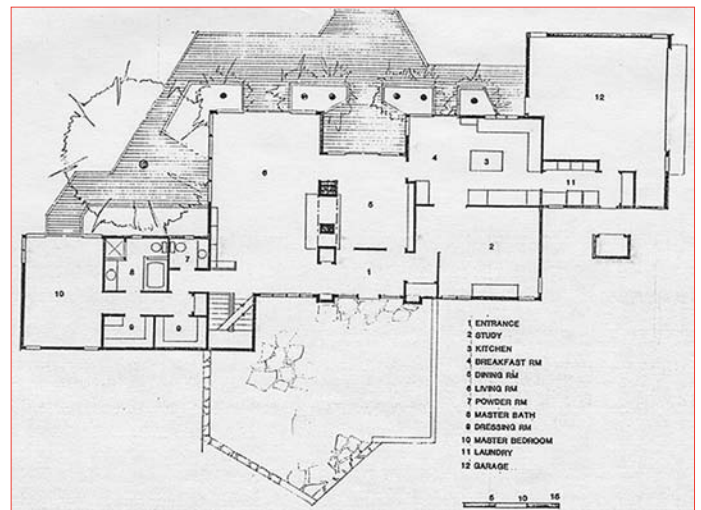 12
4
3
6
11
5
8
7
2
10
1
9
9
1 ENTRANCE
2 STUDY
3 KITCHEN
4 BREAKFAST RM
5 DINING RM
6 LIVING RM
7 POWDER RM
8 MASTER BATH
9 DRESSING RM
10 MASTER BEDROOM
11 LAUNDRY
12 GARAGE
5 10 15